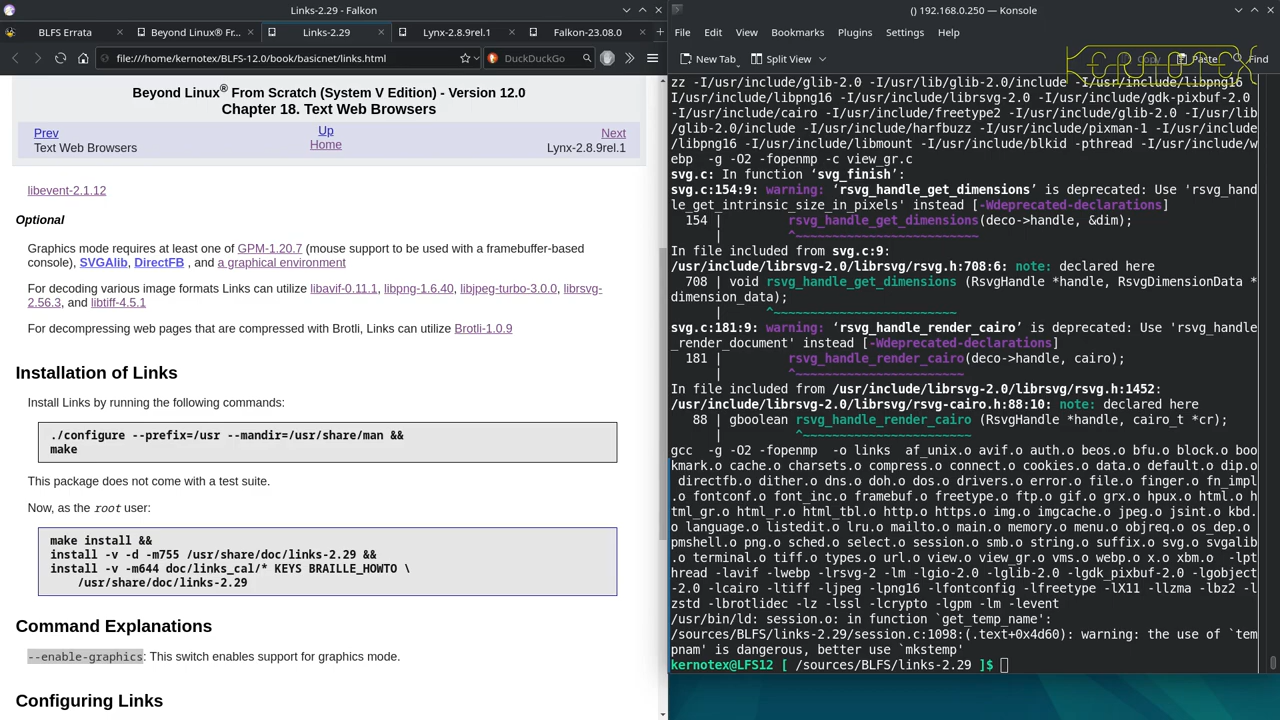 Links-2.29 / Falkon
BLFS Errata
Beyond Linux® Fr...
Links-2.29
Lynx-2.8.9rel.1
Falkon-23.08.0
file:///home/kernotex/BLFS-12.0/book/basicnet/links.html
DuckDuckGo
Beyond Linux® From Scratch (System V Edition) - Version 12.0
Chapter 18. Text Web Browsers
Prev
Up
Next
Text Web Browsers
Home
Lynx-2.8.9rel.1
libevent-2.1.12
Optional
Graphics mode requires at least one of GPM-1.20.7 (mouse support to be used with a framebuffer-based
console), SVGAlib, DirectFB , and a graphical environment
For decoding various image formats Links can utilize libavif-0.11.1, libpng-1.6.40, libjpeg-turbo-3.0.0, librsvg-
2.56.3, and libtiff-4.5.1
For decompressing web pages that are compressed with Brotli, Links can utilize Brotli-1.0.9
Installation of Links
Install Links by running the following commands:
./configure --prefix=/usr --mandir=/usr/share/man &&
make
This package does not come with a test suite.
Now, as the root user:
make install &&
install -v -d -m755 /usr/share/doc/links-2.29 &&
install -v -m644 doc/links_cal/* KEYS BRAILLE_HOWTO \
/usr/share/doc/links-2.29
Command Explanations
--enable-graphics: This switch enables support for graphics mode.
Configuring Links
() 192.168.0.250 — Konsole
File Edit View Bookmarks Plugins Settings Help
New Tab Split View Copy Paste Find
KERNOTEX
zz -I/usr/include/glib-2.0 -I/usr/lib/glib-2.0/include -I/usr/include/libpng16 -
I/usr/include/libpng16 -I/usr/include/librsvg-2.0 -I/usr/include/gdk-pixbuf-2.0
-I/usr/include/cairo -I/usr/include/freetype2 -I/usr/include/glib-2.0 -I/usr/lib
/glib-2.0/include -I/usr/include/harfbuzz -I/usr/include/pixman-1 -I/usr/include
/libpng16 -I/usr/include/libmount -I/usr/include/blkid -pthread -I/usr/include/w
ebp  -g -O2 -fopenmp -c view_gr.c
svg.c: In function ‘svg_finish’:
svg.c:154:9: warning: ‘rsvg_handle_get_dimensions’ is deprecated: Use 'rsvg_hand
le_get_intrinsic_size_in_pixels' instead [-Wdeprecated-declarations]
154 |         rsvg_handle_get_dimensions(deco->handle, &dim);
|         ^~~~~~~~~~~~~~~~~~~~~~~~~~
In file included from svg.c:9:
/usr/include/librsvg-2.0/librsvg/rsvg.h:708:6: note: declared here
708 | void rsvg_handle_get_dimensions (RsvgHandle *handle, RsvgDimensionData *
dimension_data);
|      ^~~~~~~~~~~~~~~~~~~~~~~~~~
svg.c:181:9: warning: ‘rsvg_handle_render_cairo’ is deprecated: Use 'rsvg_handle
_render_document' instead [-Wdeprecated-declarations]
181 |         rsvg_handle_render_cairo(deco->handle, cairo);
|         ^~~~~~~~~~~~~~~~~~~~~~~~
In file included from /usr/include/librsvg-2.0/librsvg/rsvg.h:1452:
/usr/include/librsvg-2.0/librsvg/rsvg-cairo.h:88:10: note: declared here
88 | gboolean rsvg_handle_render_cairo (RsvgHandle *handle, cairo_t *cr);
|          ^~~~~~~~~~~~~~~~~~~~~~~~
gcc  -g -O2 -fopenmp  -o links  af_unix.o avif.o auth.o beos.o bfu.o block.o boo
kmark.o cache.o charsets.o compress.o connect.o cookies.o data.o default.o dip.o
directfb.o dither.o dns.o doh.o dos.o drivers.o error.o file.o finger.o fn_impl
.o fontconf.o font_inc.o framebuf.o freetype.o ftp.o gif.o grx.o hpux.o html.o h
tml_gr.o html_r.o html_tbl.o http.o https.o img.o imgcache.o jpeg.o jsint.o kbd.
o language.o listedit.o lru.o mailto.o main.o memory.o menu.o objreq.o os_dep.o
pmshell.o png.o sched.o select.o session.o smb.o string.o suffix.o svg.o svgalib
.o terminal.o tiff.o types.o url.o view.o view_gr.o vms.o webp.o x.o xbm.o  -lpt
hread -lavif -lwebp -lrsvg-2 -lm -lgio-2.0 -lglib-2.0 -lgdk_pixbuf-2.0 -lgobject
-2.0 -lcairo -ltiff -ljpeg -lpng16 -lfontconfig -lfreetype -lX11 -llzma -lbz2 -l
zstd -lbrotlidec -lz -lssl -lcrypto -lgpm -lm -levent
/usr/bin/ld: session.o: in function `get_temp_name':
/sources/BLFS/links-2.29/session.c:1098:(.text+0x4d60): warning: the use of `tem
pnam' is dangerous, better use `mkstemp'
kernotex@LFS12 [ /sources/BLFS/links-2.29 ]$